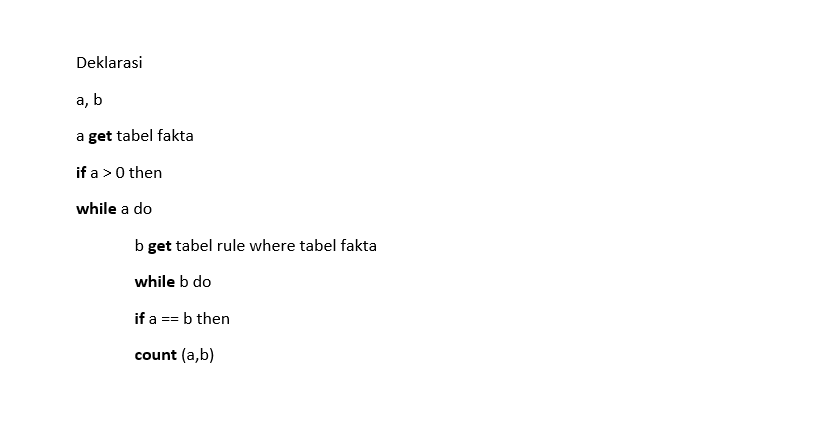 Deklarasi
a, b
a get tabel fakta
if a > 0 then
while a do
b get tabel rule where tabel fakta
while b do
if a == b then
count (a,b)